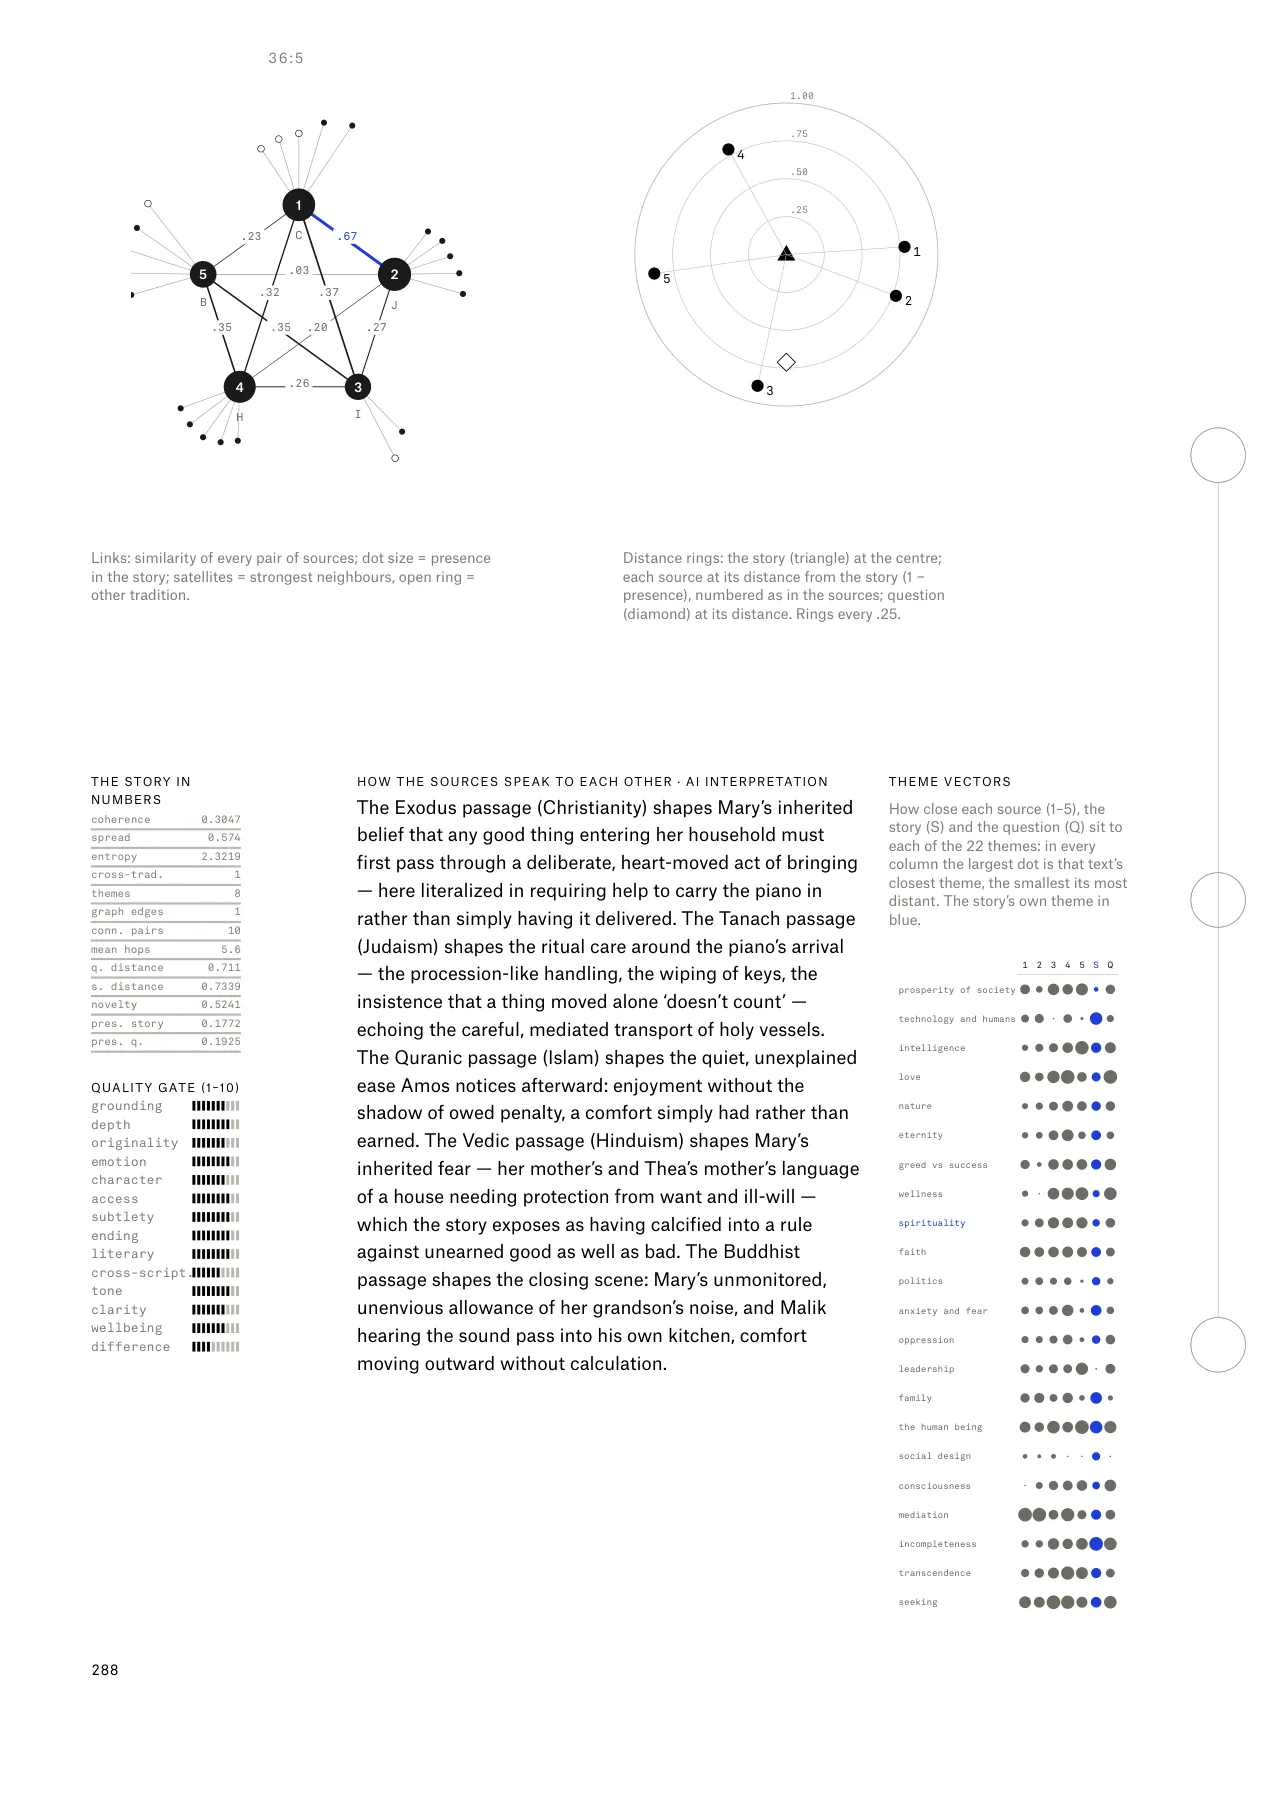 36:5
1
C
.67
.23
5
B
.03
2
J
.32
.37
.35
.35
.20
.27
4
H
.26
3
I
1.00
.75
.50
.25
4
1
5
2
3
Links: similarity of every pair of sources; dot size = presence
in the story; satellites = strongest neighbours, open ring =
other tradition.
Distance rings: the story (triangle) at the centre;
each source at its distance from the story (1 –
presence), numbered as in the sources; question
(diamond) at its distance. Rings every .25.
THE STORY IN
NUMBERS
coherence 0.3047
spread 0.574
entropy 2.3219
cross-trad. 1
themes 8
graph edges 1
conn. pairs 10
mean hops 5.6
q. distance 0.711
s. distance 0.7339
novelty 0.5241
pres. story 0.1772
pres. q. 0.1925
QUALITY GATE (1–10)
grounding
depth
originality
emotion
character
access
subtlety
ending
literary
cross-script.
tone
clarity
wellbeing
difference
HOW THE SOURCES SPEAK TO EACH OTHER · AI INTERPRETATION
The Exodus passage (Christianity) shapes Mary’s inherited
belief that any good thing entering her household must
first pass through a deliberate, heart-moved act of bringing
— here literalized in requiring help to carry the piano in
rather than simply having it delivered. The Tanach passage
(Judaism) shapes the ritual care around the piano’s arrival
— the procession-like handling, the wiping of keys, the
insistence that a thing moved alone ‘doesn’t count’ —
echoing the careful, mediated transport of holy vessels.
The Quranic passage (Islam) shapes the quiet, unexplained
ease Amos notices afterward: enjoyment without the
shadow of owed penalty, a comfort simply had rather than
earned. The Vedic passage (Hinduism) shapes Mary’s
inherited fear — her mother’s and Thea’s mother’s language
of a house needing protection from want and ill-will —
which the story exposes as having calcified into a rule
against unearned good as well as bad. The Buddhist
passage shapes the closing scene: Mary’s unmonitored,
unenvious allowance of her grandson’s noise, and Malik
hearing the sound pass into his own kitchen, comfort
moving outward without calculation.
THEME VECTORS
How close each source (1–5), the
story (S) and the question (Q) sit to
each of the 22 themes: in every
column the largest dot is that text’s
closest theme, the smallest its most
distant. The story’s own theme in
blue.
1 2 3 4 5 S Q
prosperity of society
technology and humans
intelligence
love
nature
eternity
greed vs success
wellness
spirituality
faith
politics
anxiety and fear
oppression
leadership
family
the human being
social design
consciousness
mediation
incompleteness
transcendence
seeking
288